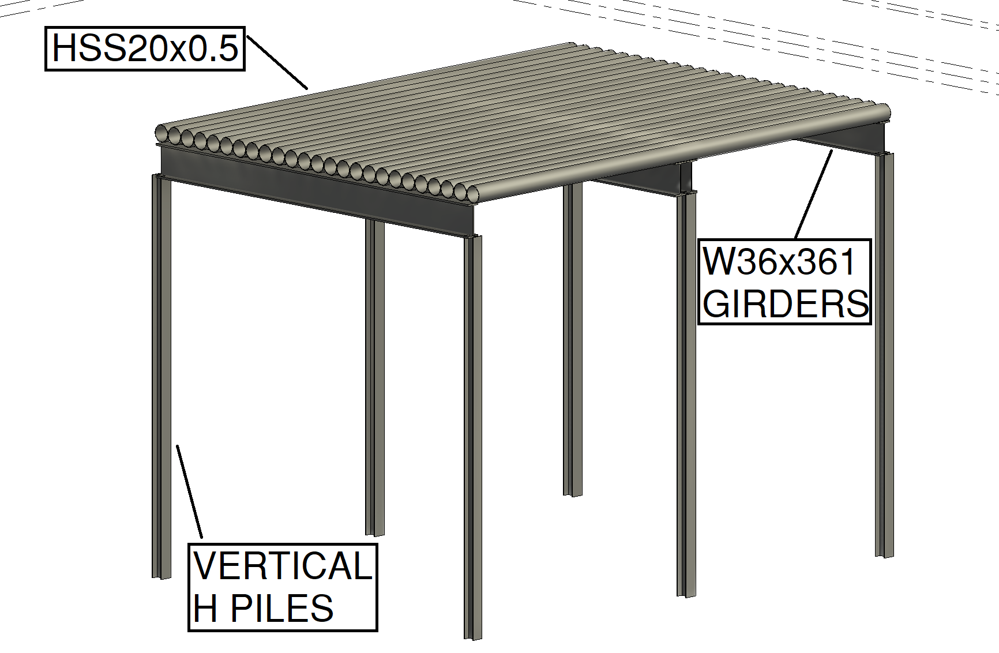 HSS20x0.5
W36x361
GIRDERS
VERTICAL
H PILES